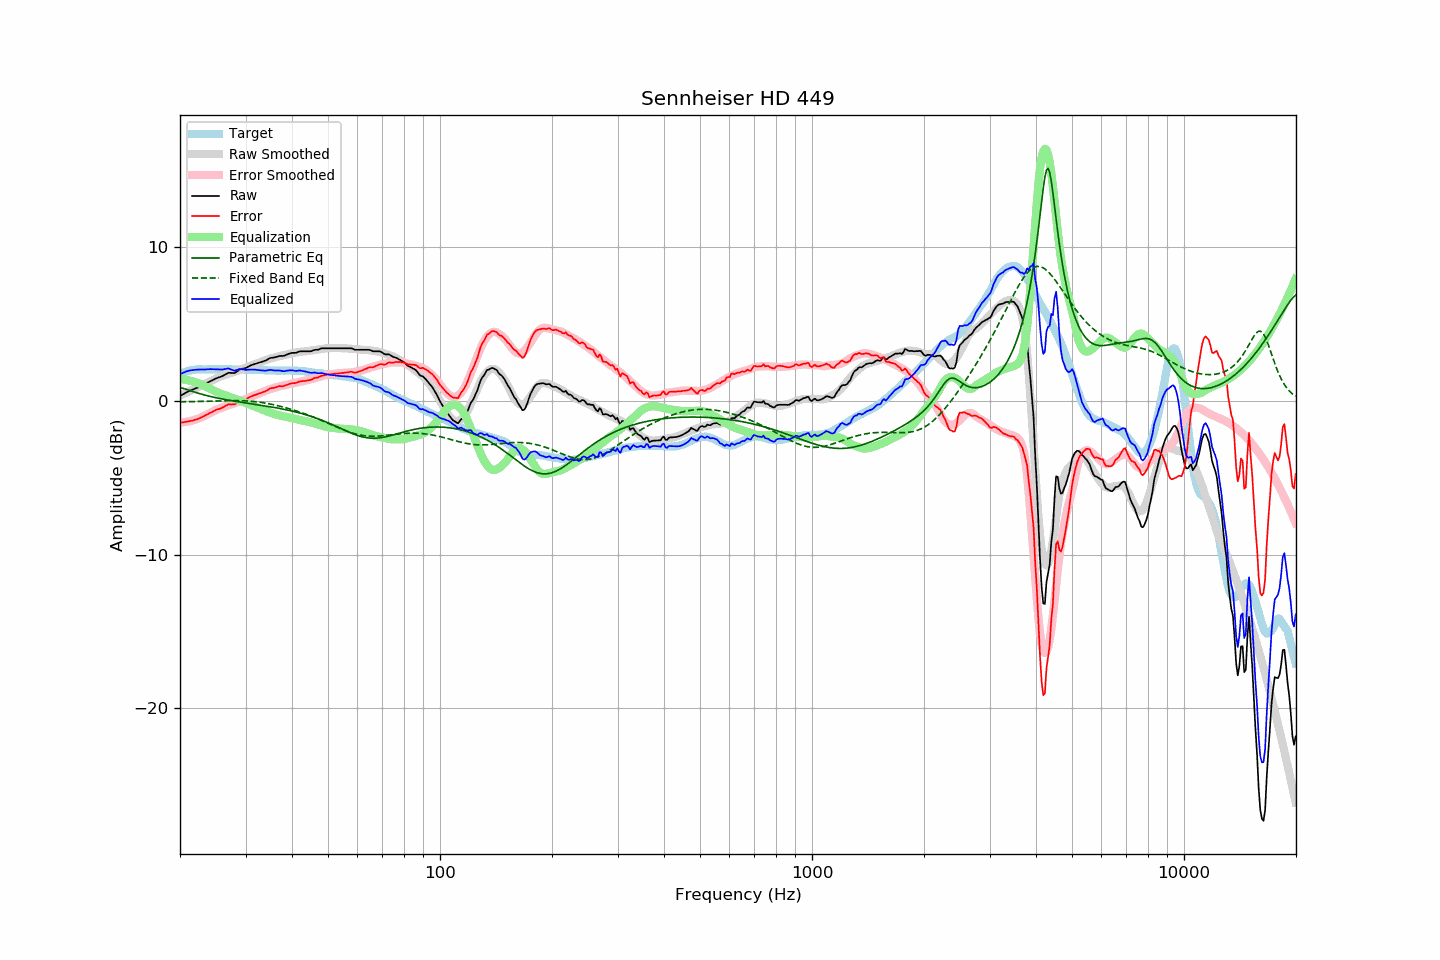 Sennheiser HD 449
Target
Raw Smoothed
Error Smoothed
Raw
Error
Equalization
Parametric Eq
Fixed Band Eq
Equalized
Amplitude (dBr)
10
0
−10
−20
100
1000
10000
Frequency (Hz)